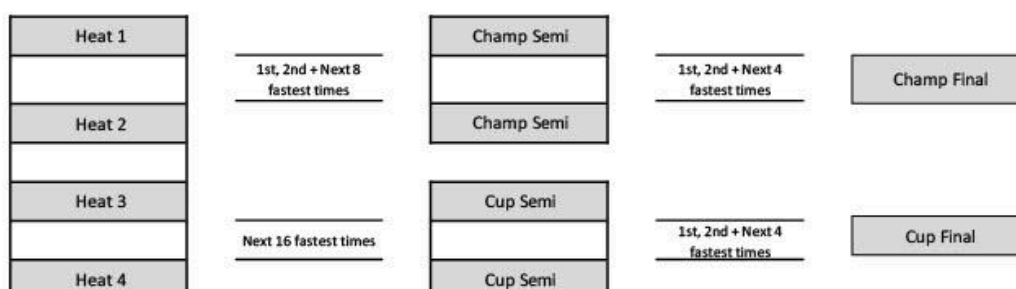 Heat 1
Heat 2
Heat 3
Heat 4
1st, 2nd + Next 8
fastest times
Next 16 fastest times
Champ Semi
Champ Semi
Cup Semi
Cup Semi
1st, 2nd + Next 4
fastest times
1st, 2nd + Next 4
fastest times
Champ Final
Cup Final